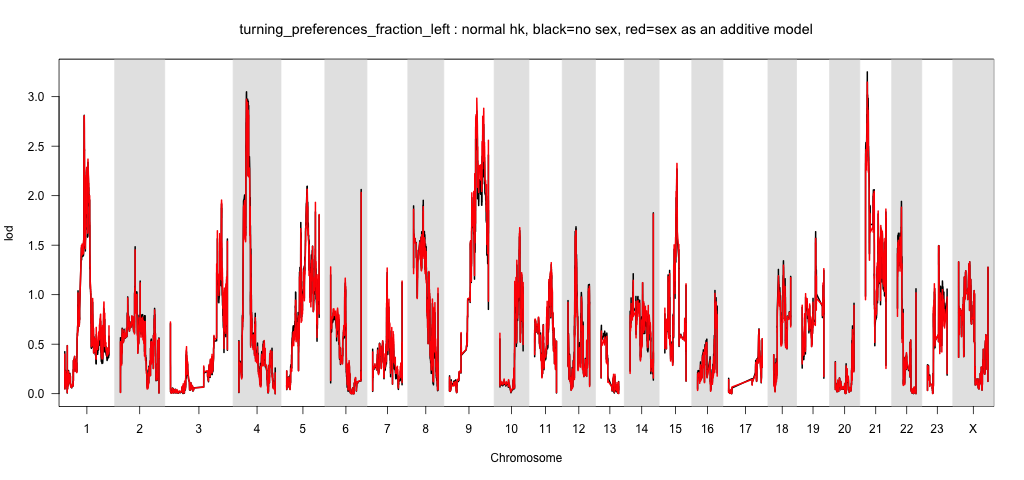 turning_preferences_fraction_left : normal hk, black=no sex, red=sex as an additive model
lod
3.0
2.5
2.0
1.5
1.0
0.5
0.0
1 2 3 4 5 6 7 8 9 10 11 12 13 14 15 16 17 18 19 20 21 22 23 X
Chromosome